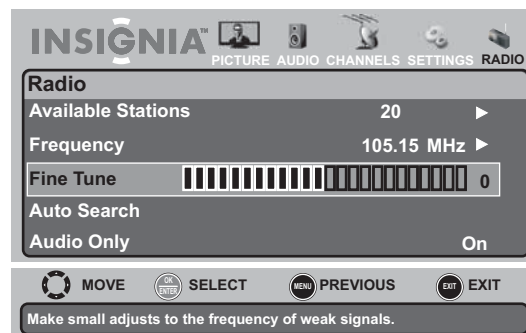 INSIGNIA™
PICTURE AUDIO CHANNELS SETTINGS RADIO
Radio
Available Stations 20
Frequency 105.15 MHz
Fine Tune 0
Auto Search
Audio Only On
MOVE OK ENTER SELECT MENU PREVIOUS EXIT EXIT
Make small adjusts to the frequency of weak signals.